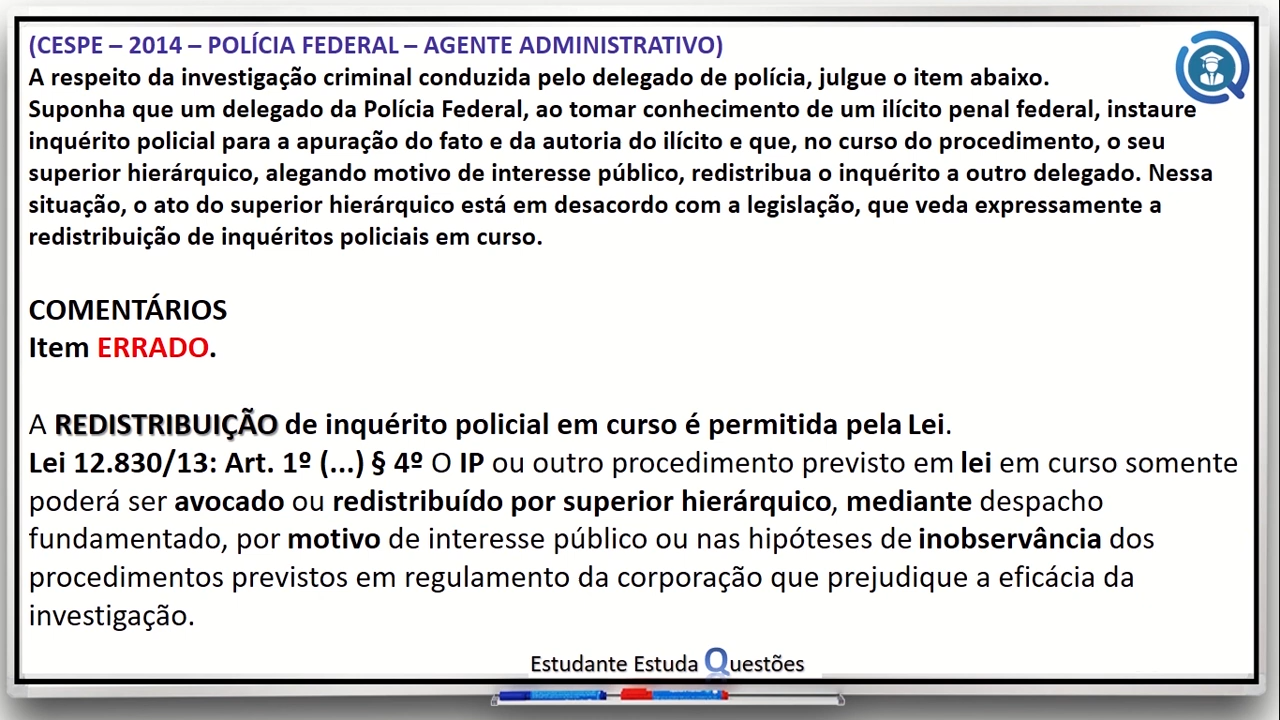 (CESPE – 2014 – POLÍCIA FEDERAL – AGENTE ADMINISTRATIVO)
A respeito da investigação criminal conduzida pelo delegado de polícia, julgue o item abaixo.
Suponha que um delegado da Polícia Federal, ao tomar conhecimento de um ilícito penal federal, instaure
inquérito policial para a apuração do fato e da autoria do ilícito e que, no curso do procedimento, o seu
superior hierárquico, alegando motivo de interesse público, redistribua o inquérito a outro delegado. Nessa
situação, o ato do superior hierárquico está em desacordo com a legislação, que veda expressamente a
redistribuição de inquéritos policiais em curso.
COMENTÁRIOS
Item ERRADO.
A REDISTRIBUIÇÃO de inquérito policial em curso é permitida pela Lei.
Lei 12.830/13: Art. 1º (...) § 4º O IP ou outro procedimento previsto em lei em curso somente
poderá ser avocado ou redistribuído por superior hierárquico, mediante despacho
fundamentado, por motivo de interesse público ou nas hipóteses de inobservância dos
procedimentos previstos em regulamento da corporação que prejudique a eficácia da
investigação.
Estudante Estuda Questões